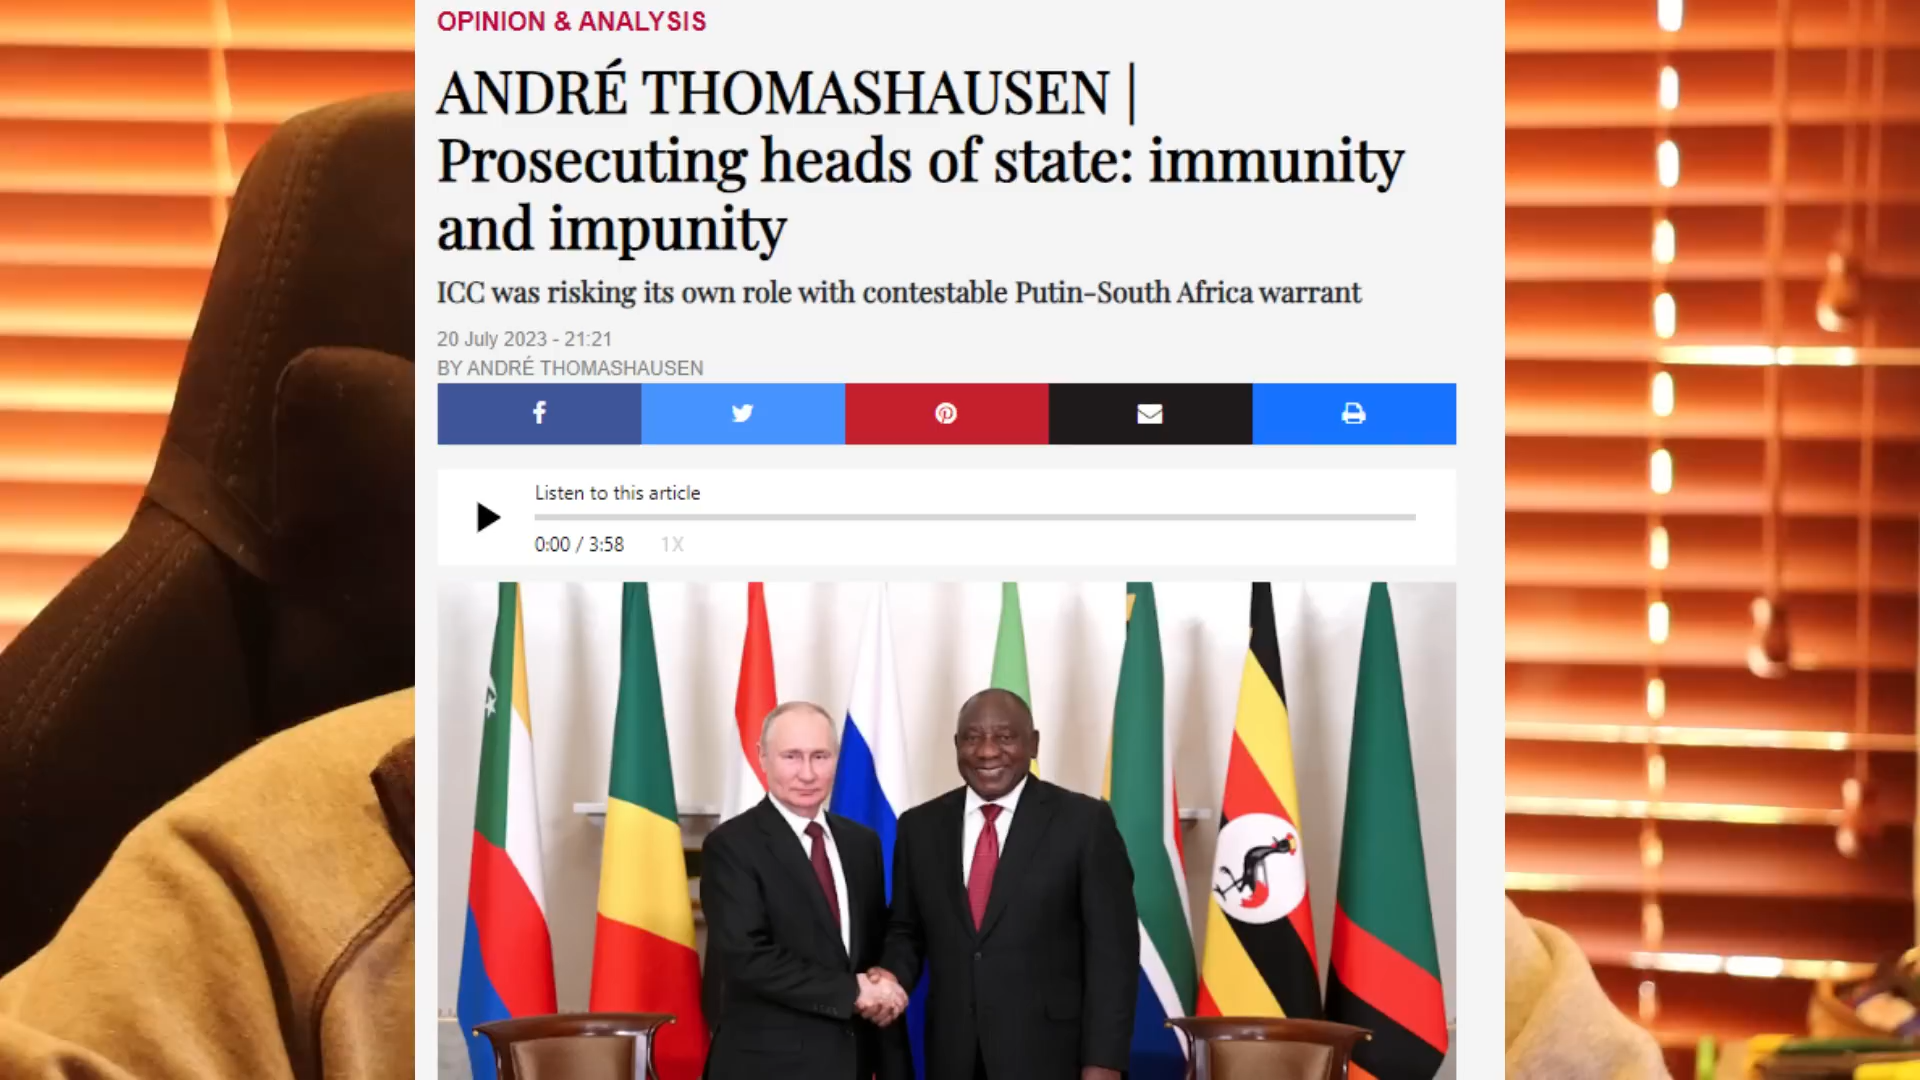 OPINION & ANALYSIS
ANDRÉ THOMASHAUSEN |
Prosecuting heads of state: immunity
and impunity
ICC was risking its own role with contestable Putin-South Africa warrant
20 July 2023 - 21:21
BY ANDRÉ THOMASHAUSEN
Listen to this article
0:00 / 3:58 1X